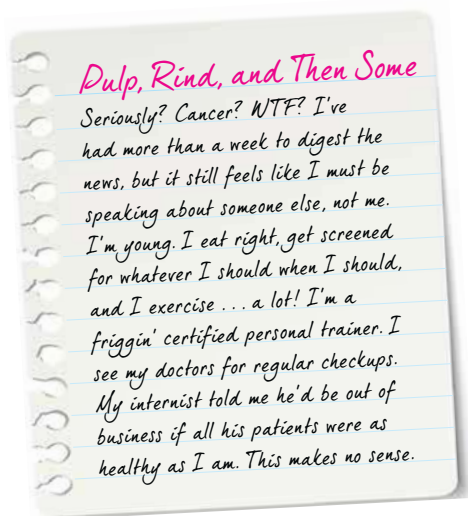 Pulp, Rind, and Then Some
Seriously? Cancer? WTF? I've
had more than a week to digest the
news, but it still feels like I must be
speaking about someone else, not me.
I'm young. I eat right, get screened
for whatever I should when I should,
and I exercise . . . a lot! I'm a
friggin' certified personal trainer. I
see my doctors for regular checkups.
My internist told me he'd be out of
business if all his patients were as
healthy as I am. This makes no sense.